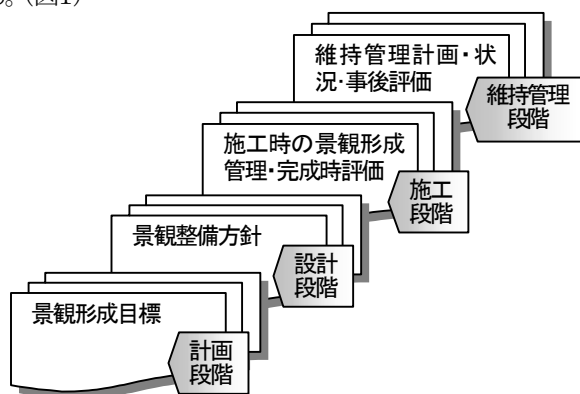 る。(図1)
維持管理計画・状
況・事後評価
維持管理
段階
施工時の景観形成
管理・完成時評価
施工
段階
景観整備方針
設計
段階
景観形成目標
計画
段階